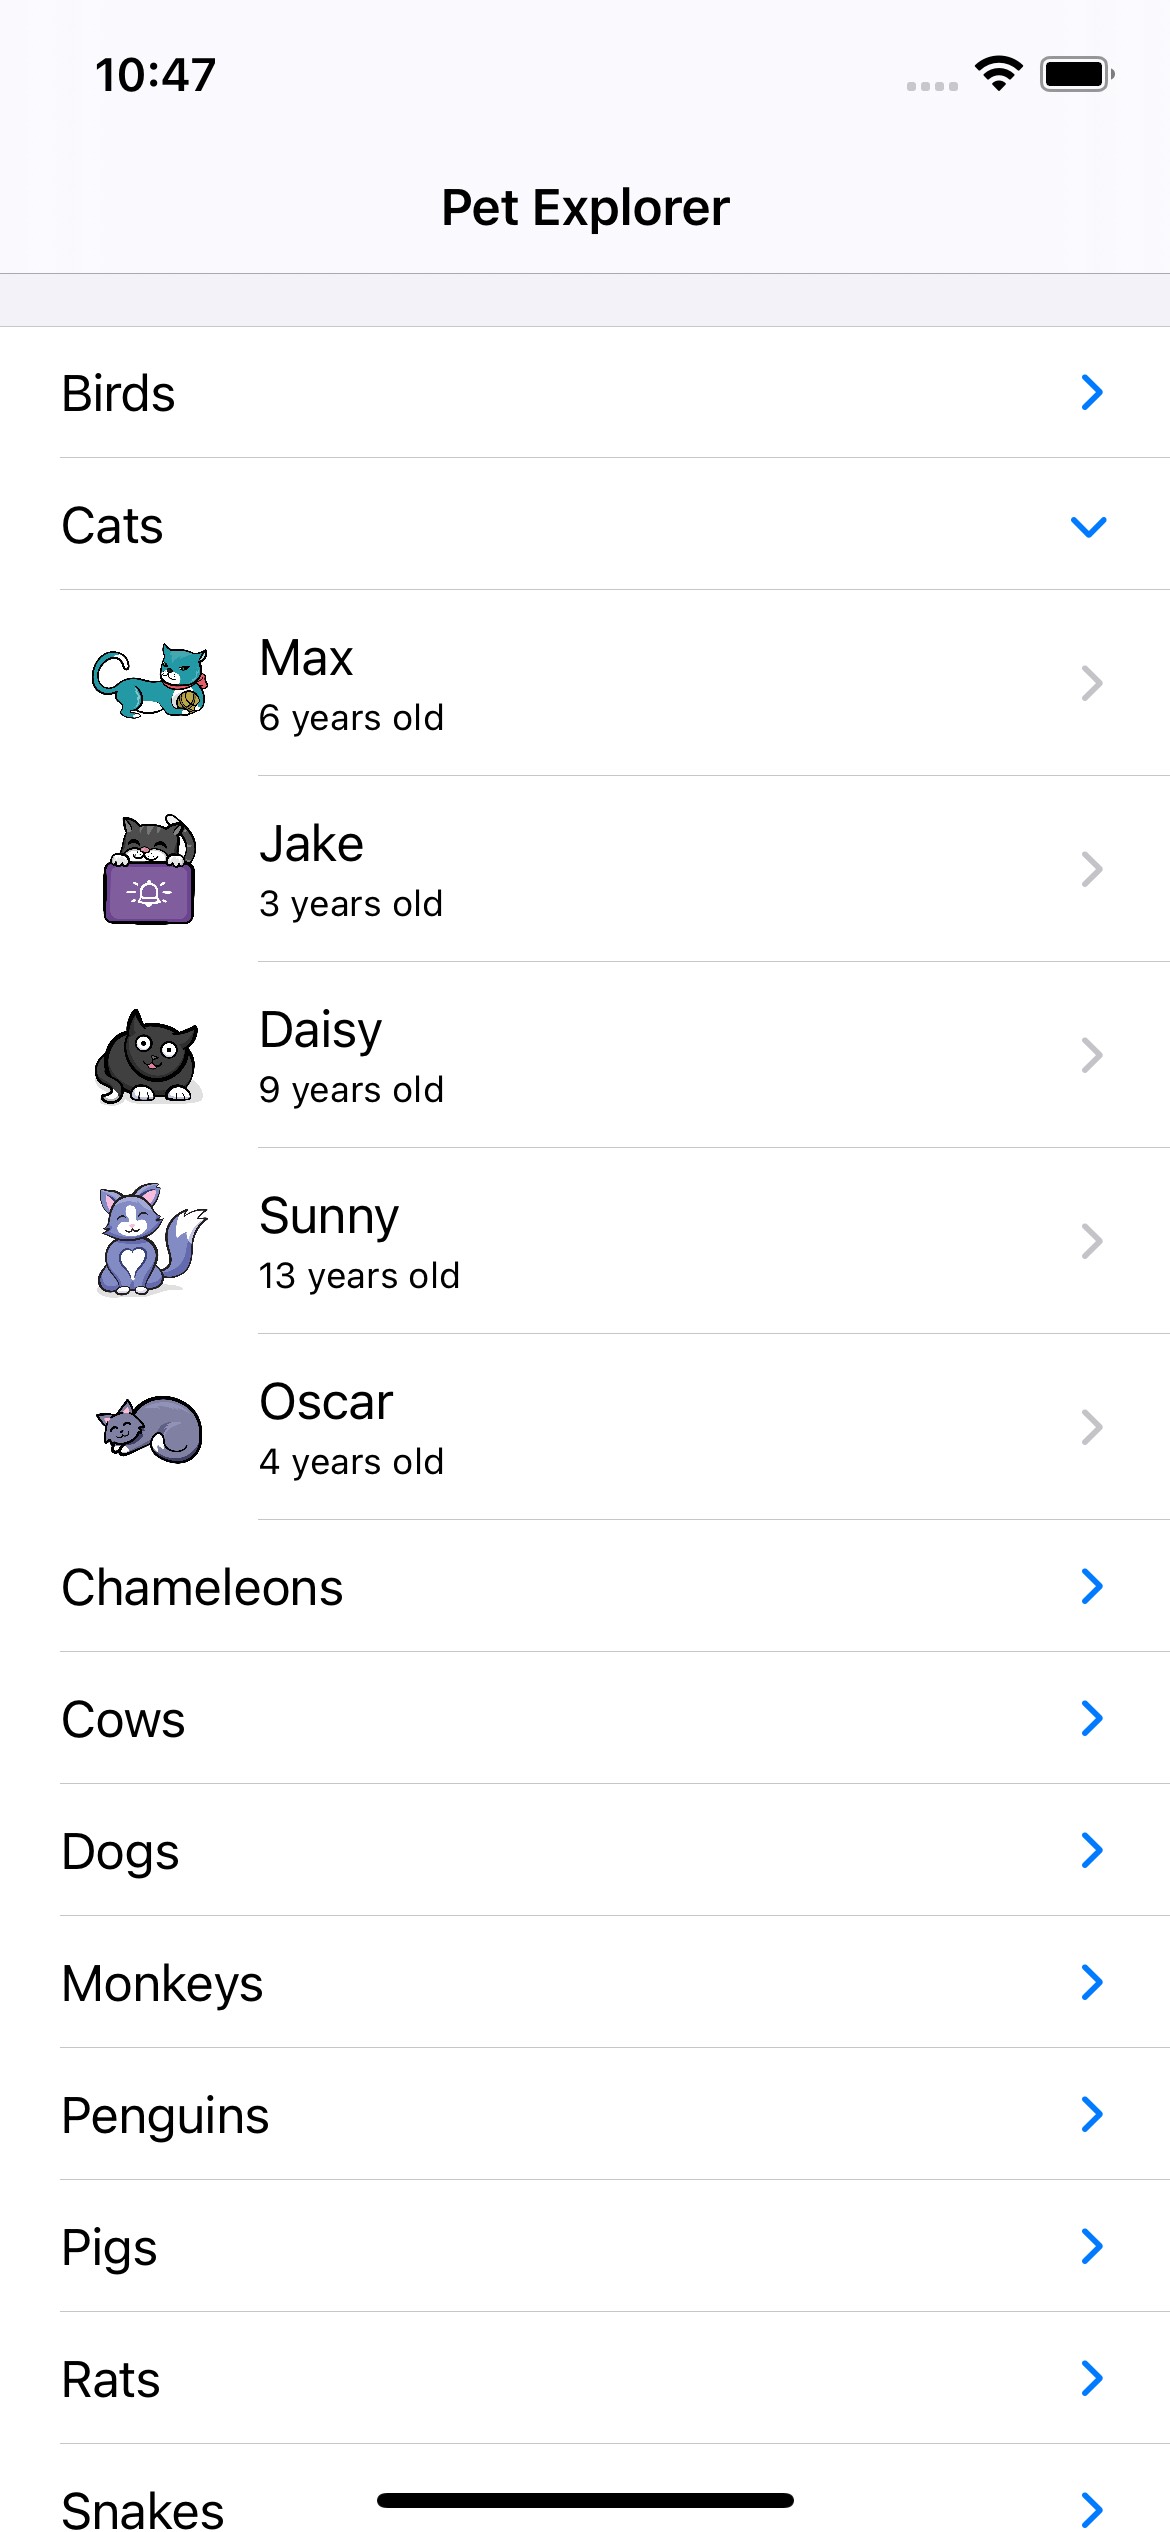 10:47
Pet Explorer
Birds
Cats
Max
6 years old
Jake
3 years old
Daisy
9 years old
Sunny
13 years old
Oscar
4 years old
Chameleons
Cows
Dogs
Monkeys
Penguins
Pigs
Rats
Snakes